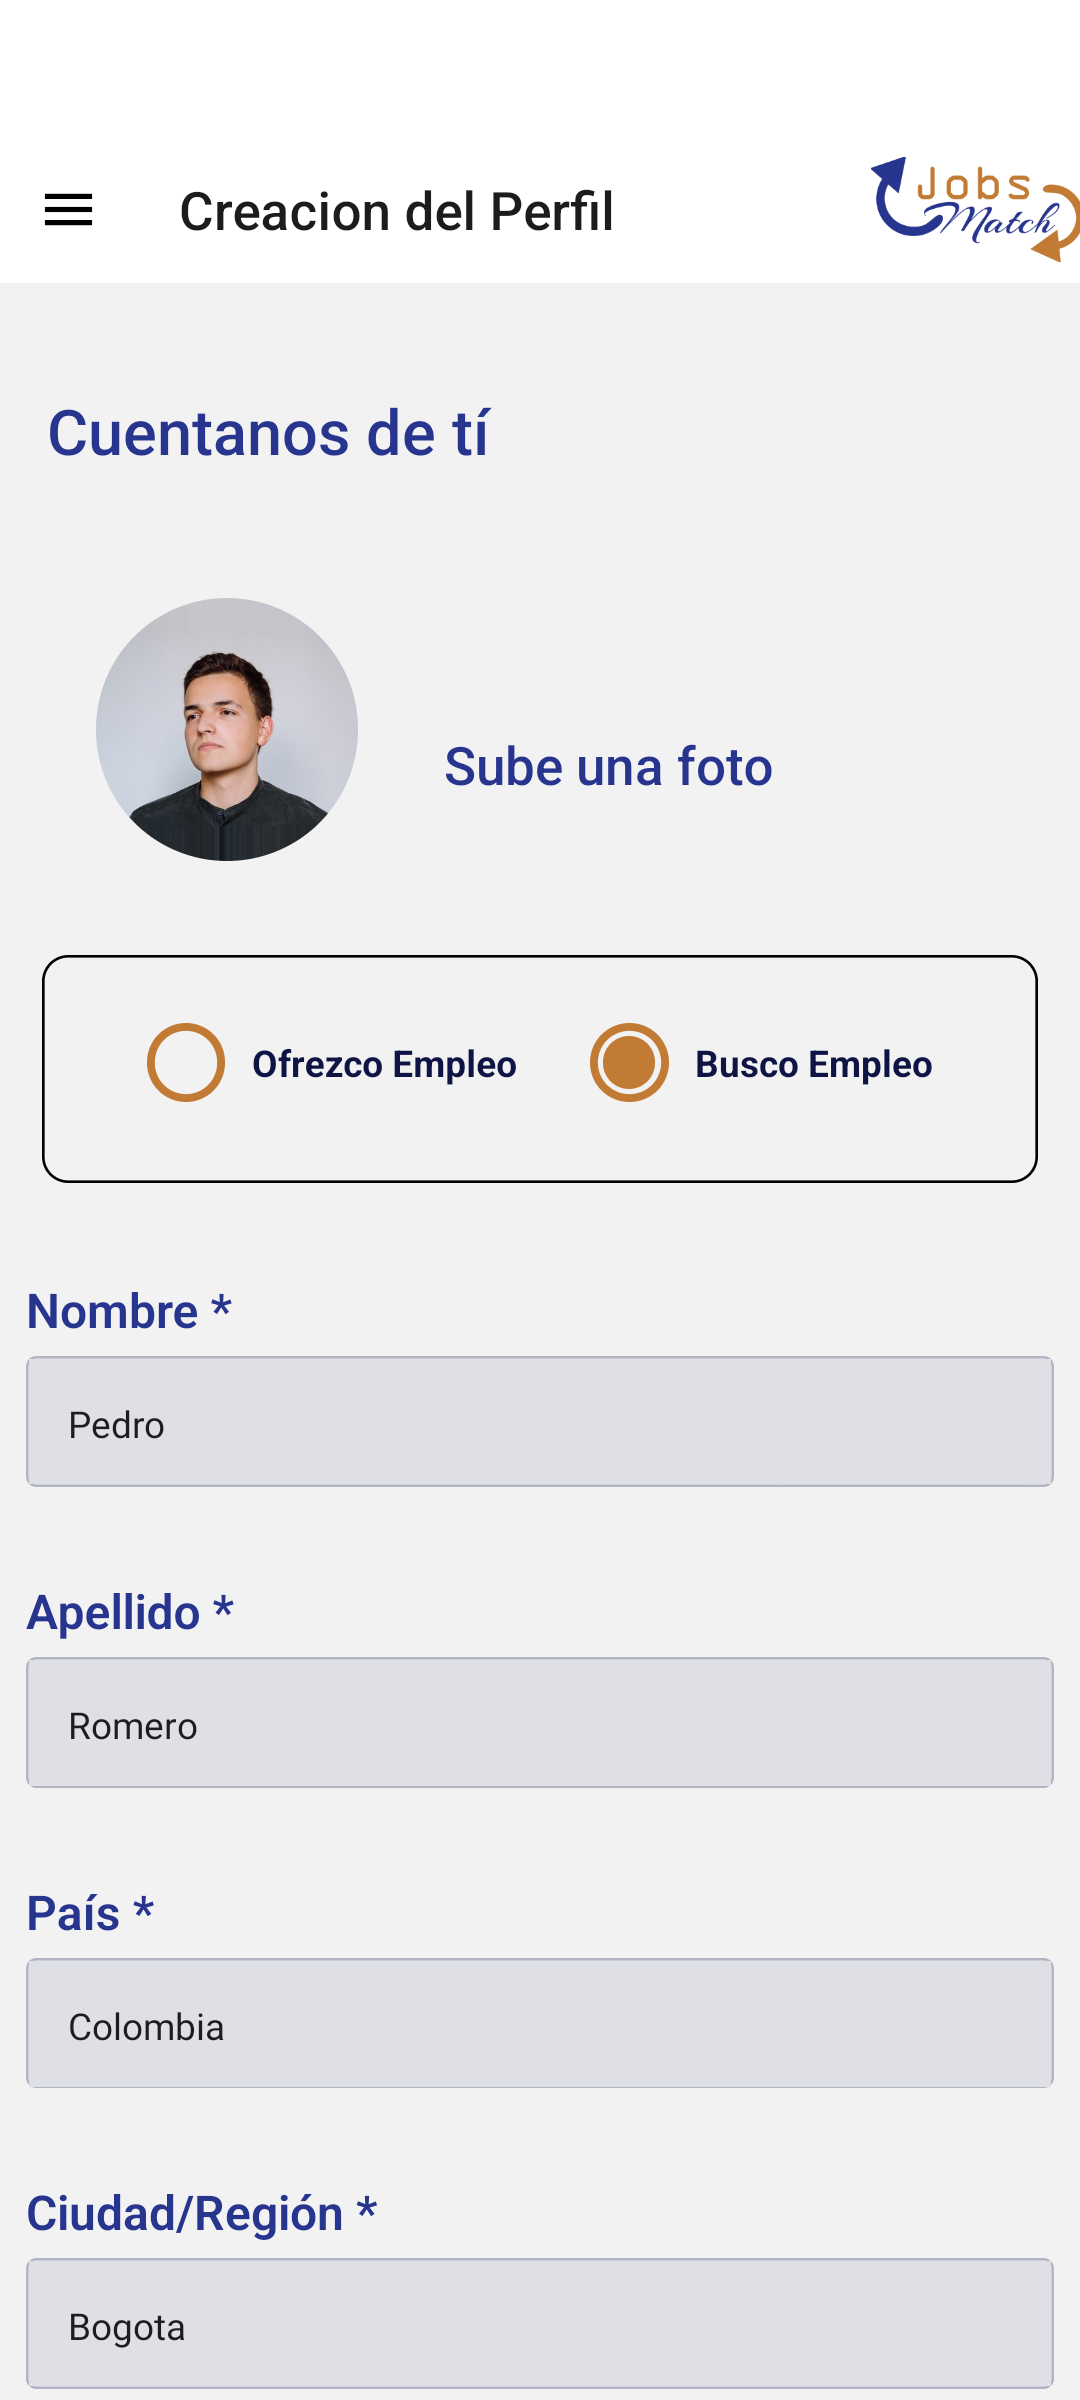 Creacion del Perfil
Jobs
Match
Cuentanos de tí
Sube una foto
Ofrezco Empleo
Busco Empleo
Nombre *
Pedro
Apellido *
Romero
País *
Colombia
Ciudad/Región *
Bogota